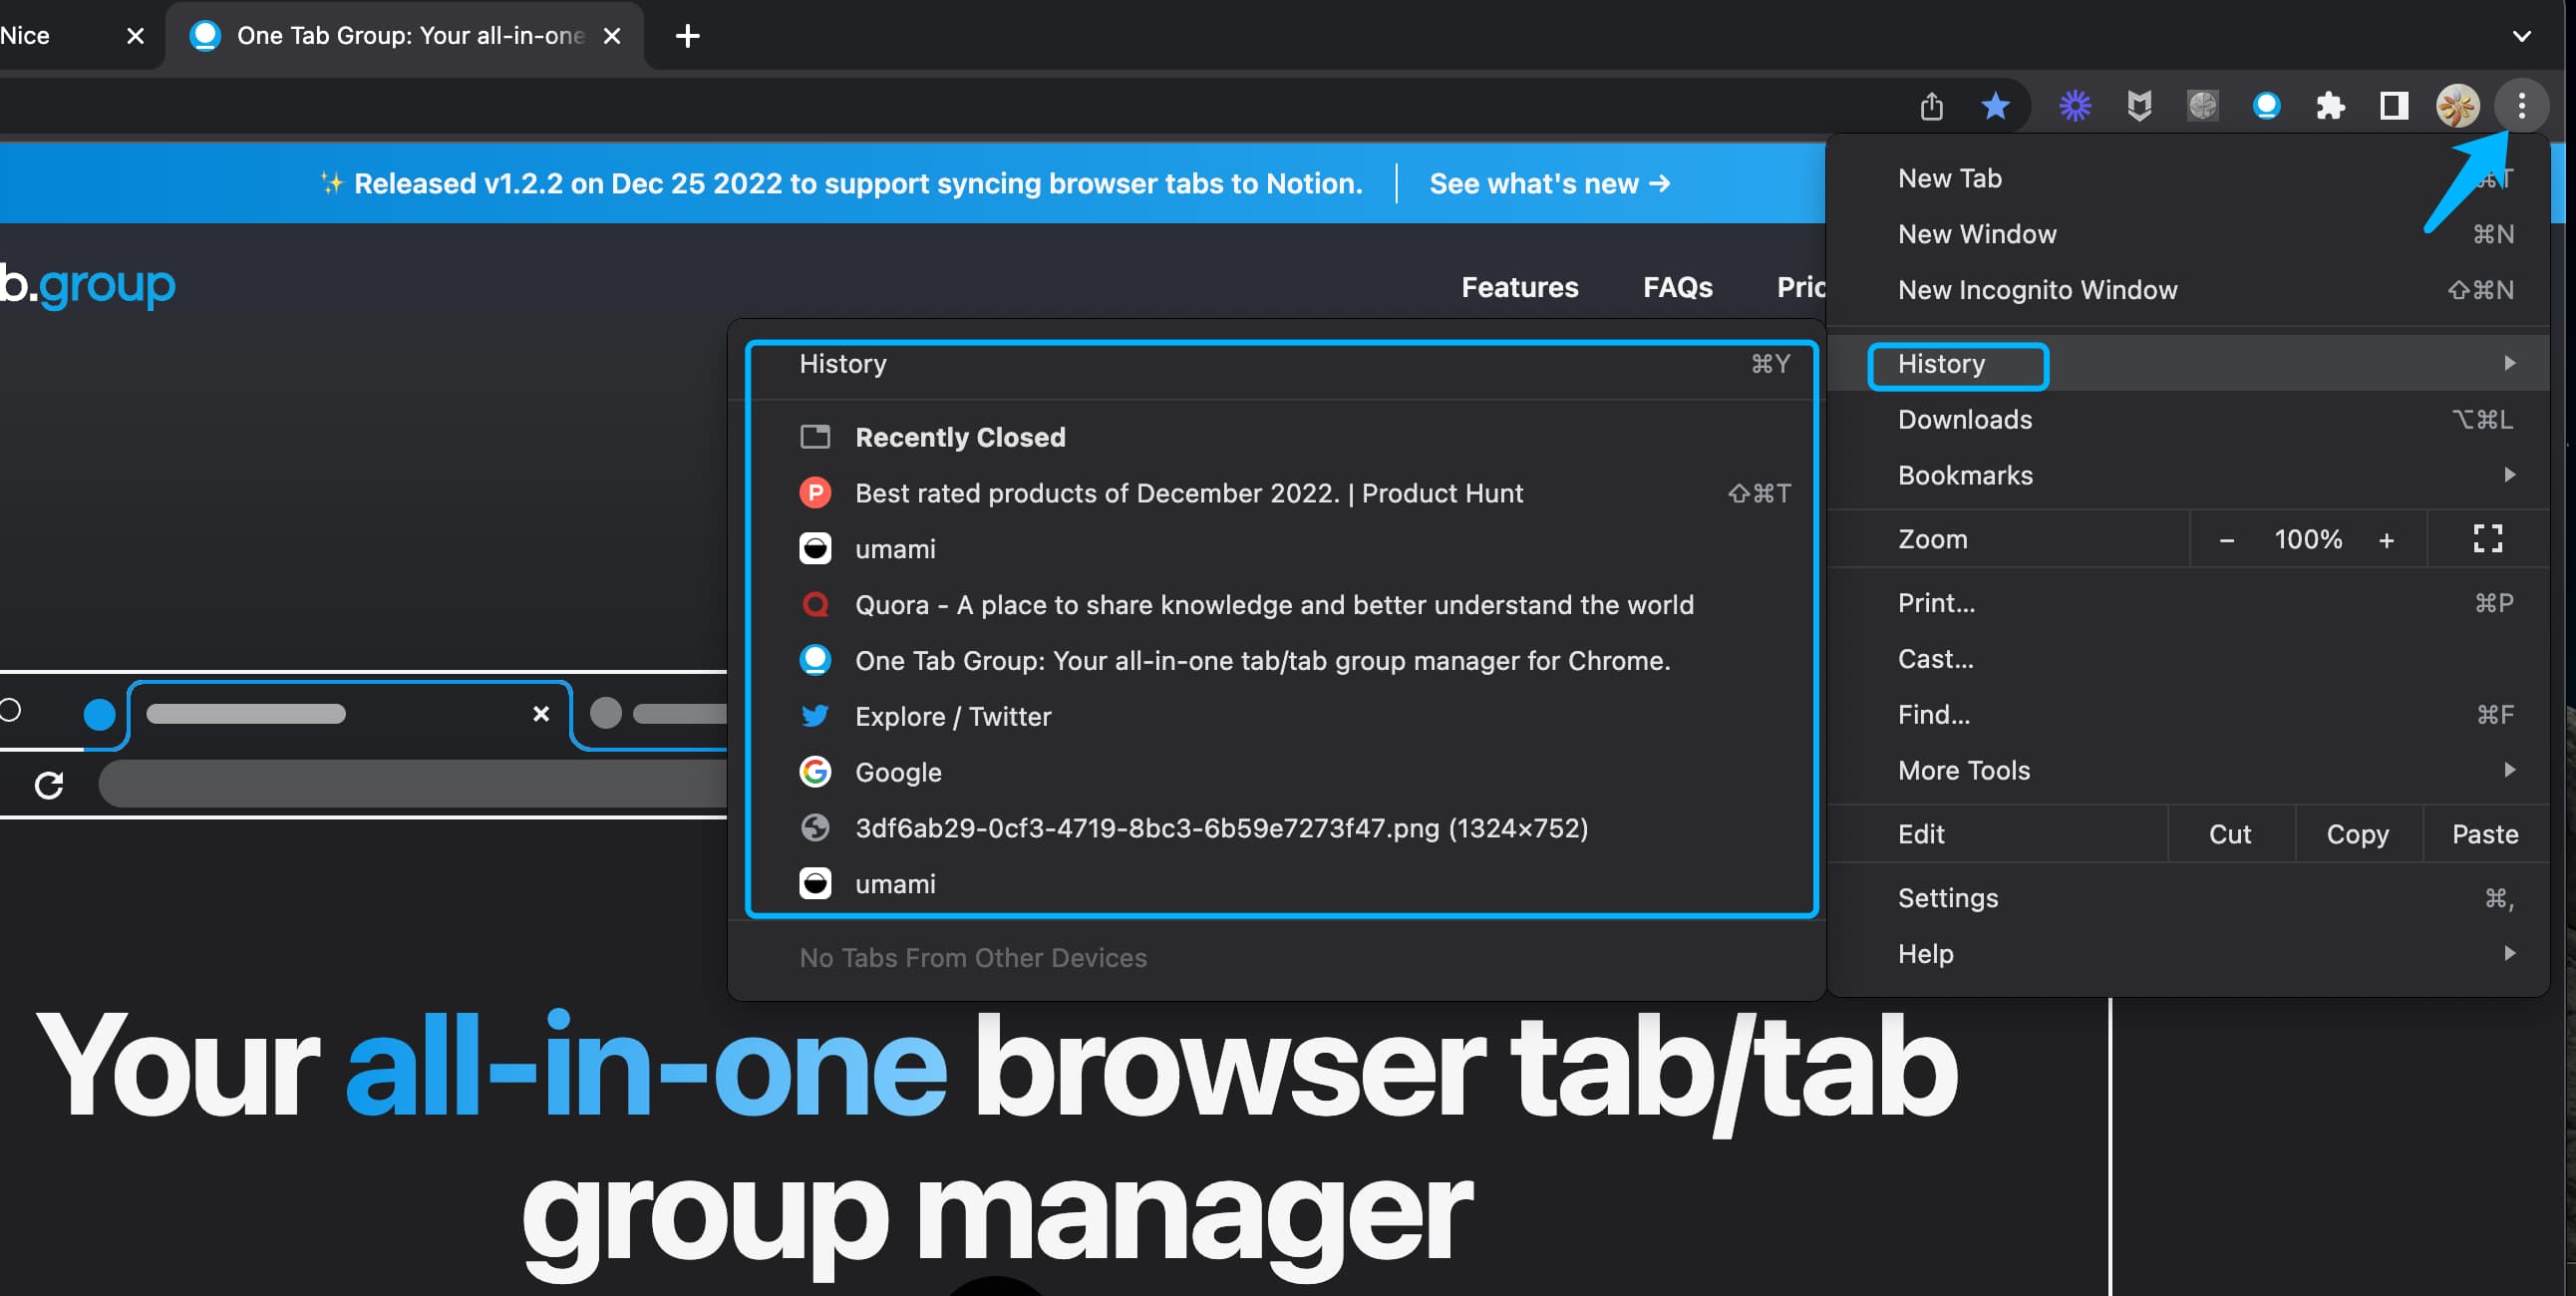 Nice
One Tab Group: Your all-in-one
✨ Released v1.2.2 on Dec 25 2022 to support syncing browser tabs to Notion. | See what's new →
b.group
Features FAQs Pric
New Tab ⌘T
New Window ⌘N
New Incognito Window ⇧⌘N
History
Downloads ⌥⌘L
Bookmarks
Zoom − 100% +
Print... ⌘P
Cast...
Find... ⌘F
More Tools
Edit Cut Copy Paste
Settings ⌘,
Help
History ⌘Y
Recently Closed
P Best rated products of December 2022. | Product Hunt ⇧⌘T
umami
Quora - A place to share knowledge and better understand the world
One Tab Group: Your all-in-one tab/tab group manager for Chrome.
Explore / Twitter
Google
3df6ab29-0cf3-4719-8bc3-6b59e7273f47.png (1324×752)
umami
No Tabs From Other Devices
Your all-in-one browser tab/tab
group manager